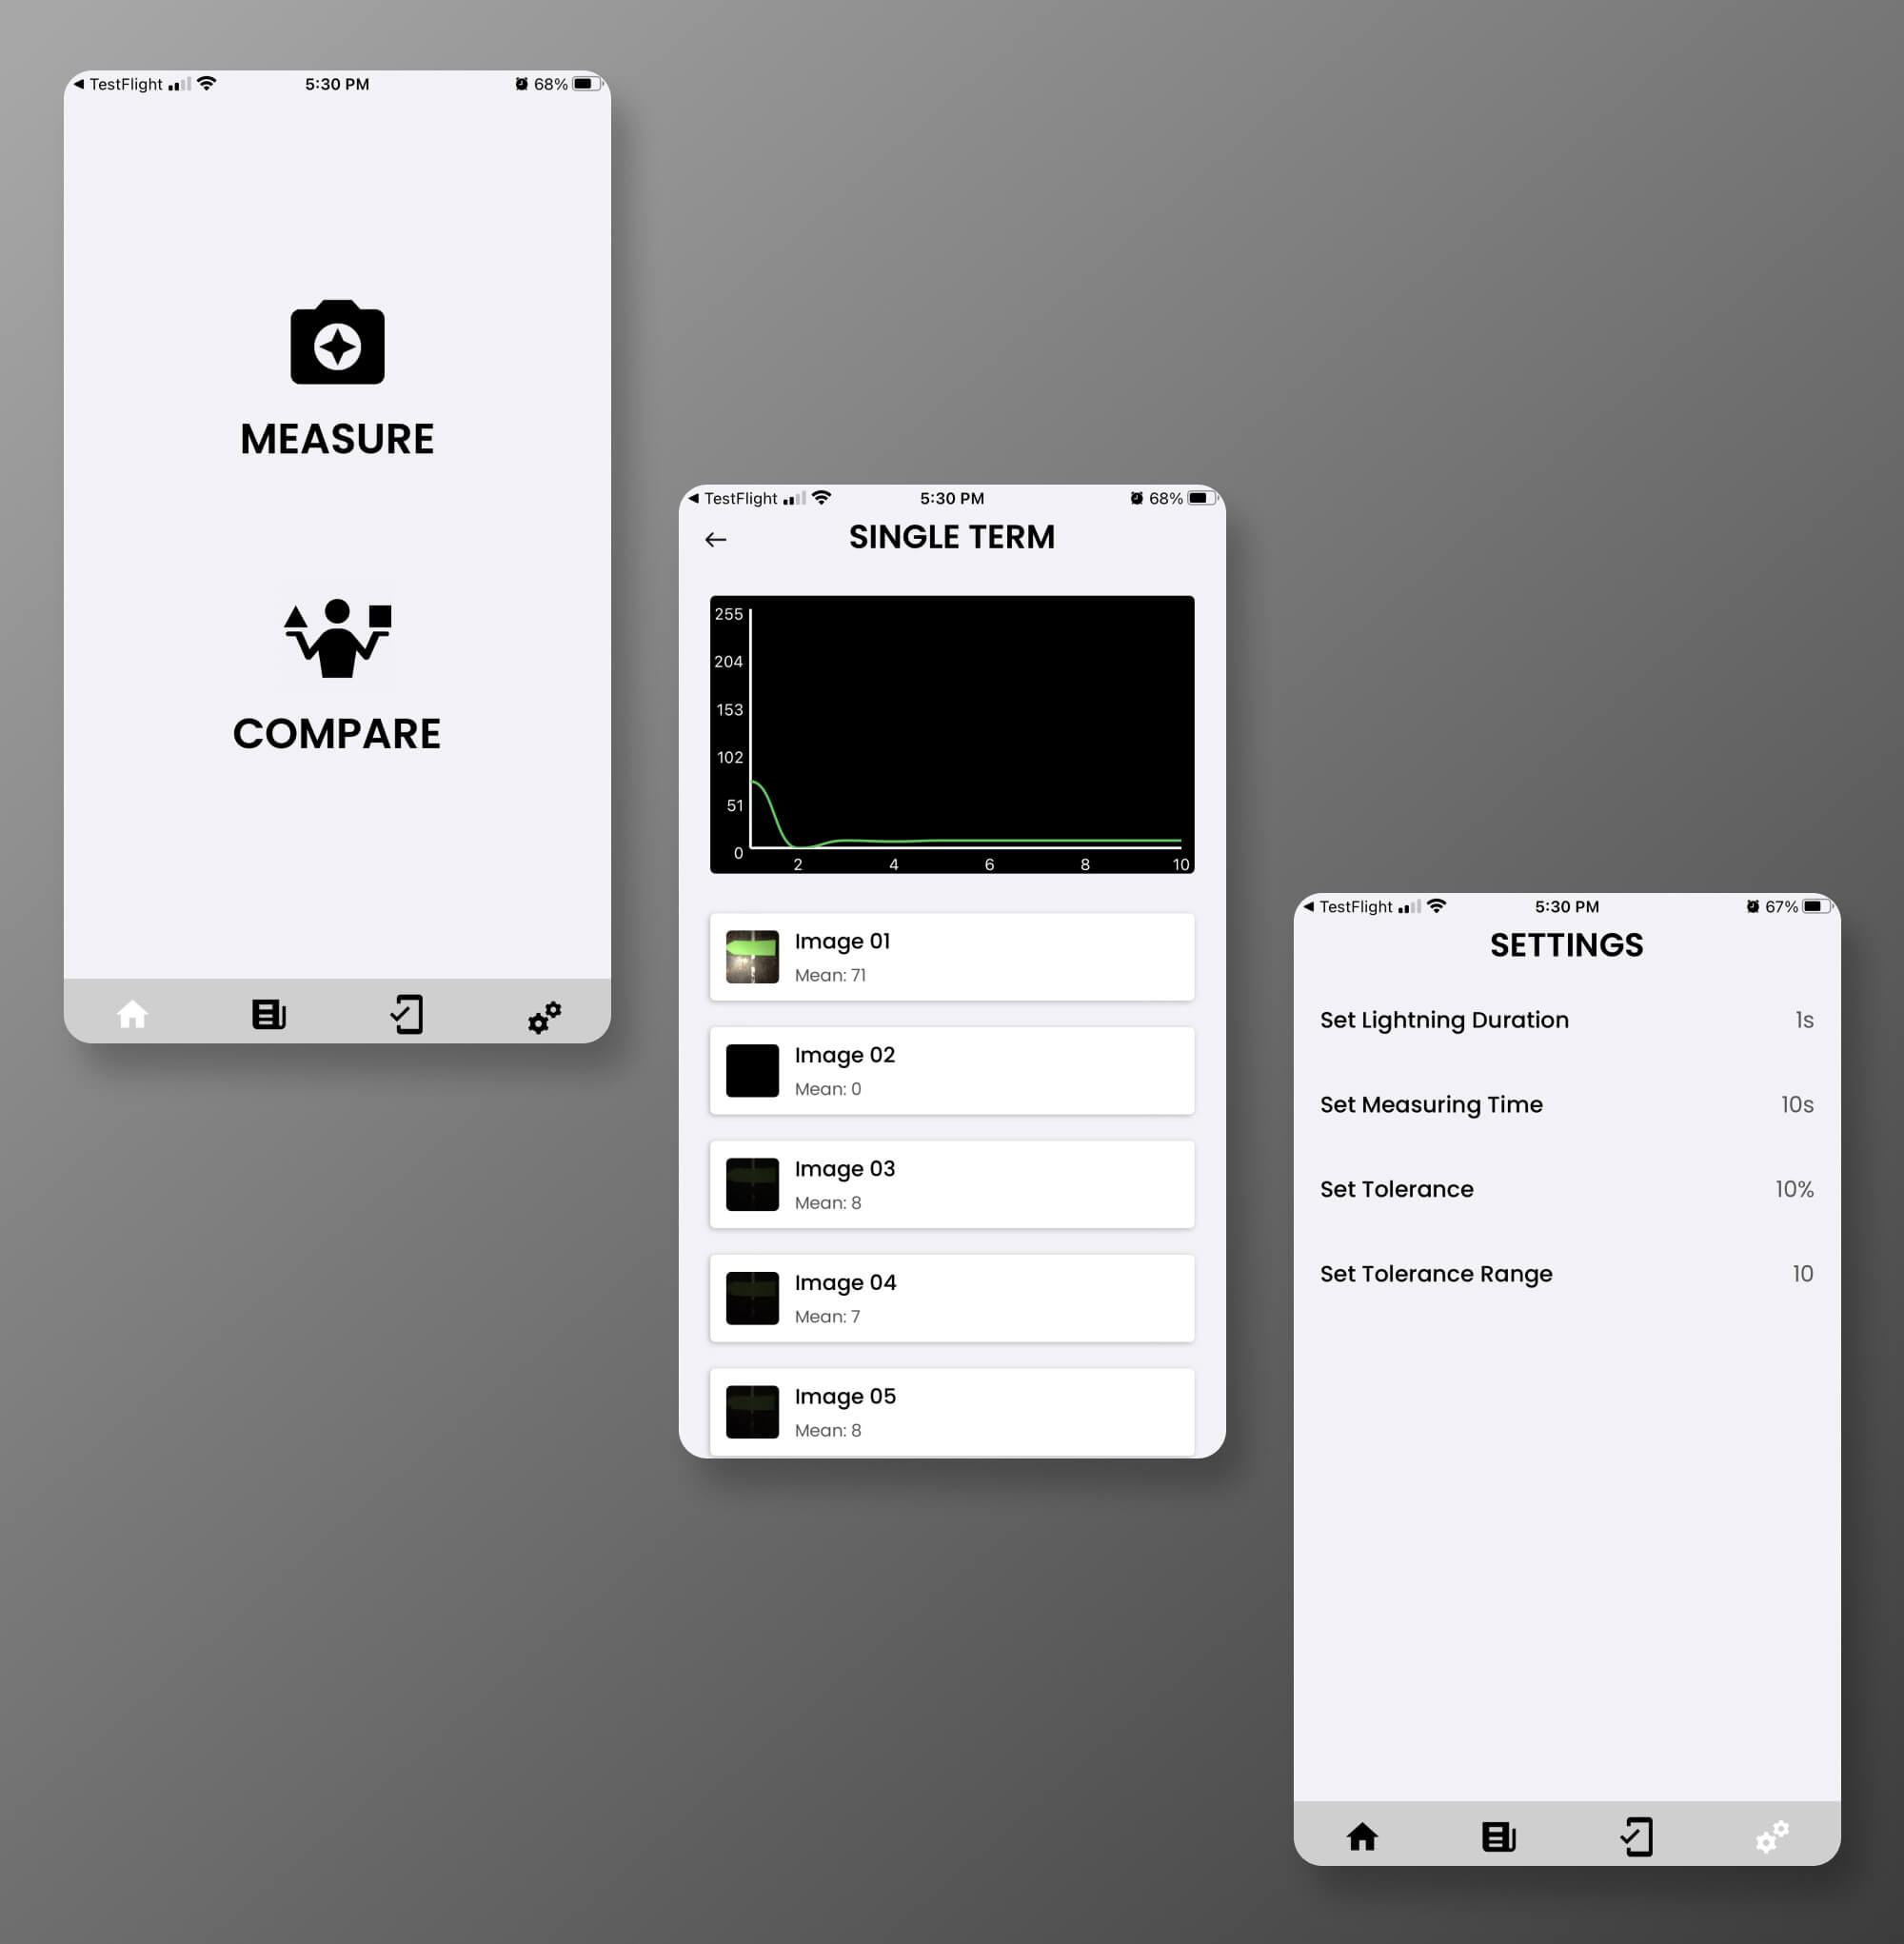 TestFlight 5:30 PM 68%
MEASURE
COMPARE
TestFlight 5:30 PM 68%
SINGLE TERM
255
204
153
102
51
0
2 4 6 8 10
Image 01
Mean: 71
Image 02
Mean: 0
Image 03
Mean: 8
Image 04
Mean: 7
Image 05
Mean: 8
TestFlight 5:30 PM 67%
SETTINGS
Set Lightning Duration 1s
Set Measuring Time 10s
Set Tolerance 10%
Set Tolerance Range 10